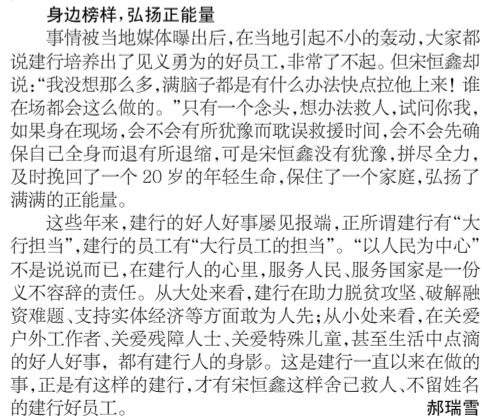 身边榜样，弘扬正能量
事情被当地媒体曝出后，在当地引起不小的轰动，大家都
说建行培养出了见义勇为的好员工，非常了不起。但宋恒鑫却
说：“我没想那么多，满脑子都是有什么办法快点拉他上来！谁
在场都会这么做的。”只有一个念头，想办法救人，试问你我，
如果身在现场，会不会有所犹豫而耽误救援时间，会不会先确
保自己全身而退有所退缩，可是宋恒鑫没有犹豫，拼尽全力，
及时挽回了一个 20 岁的年轻生命，保住了一个家庭，弘扬了
满满的正能量。
这些年来，建行的好人好事屡见报端，正所谓建行有“大
行担当”，建行的员工有“大行员工的担当”。“以人民为中心”
不是说说而已，在建行人的心里，服务人民、服务国家是一份
义不容辞的责任。从大处来看，建行在助力脱贫攻坚、破解融
资难题、支持实体经济等方面敢为人先；从小处来看，在关爱
户外工作者、关爱残障人士、关爱特殊儿童，甚至生活中点滴
的好人好事，都有建行人的身影。这是建行一直以来在做的
事，正是有这样的建行，才有宋恒鑫这样舍己救人、不留姓名
的建行好员工。 郝瑞雪